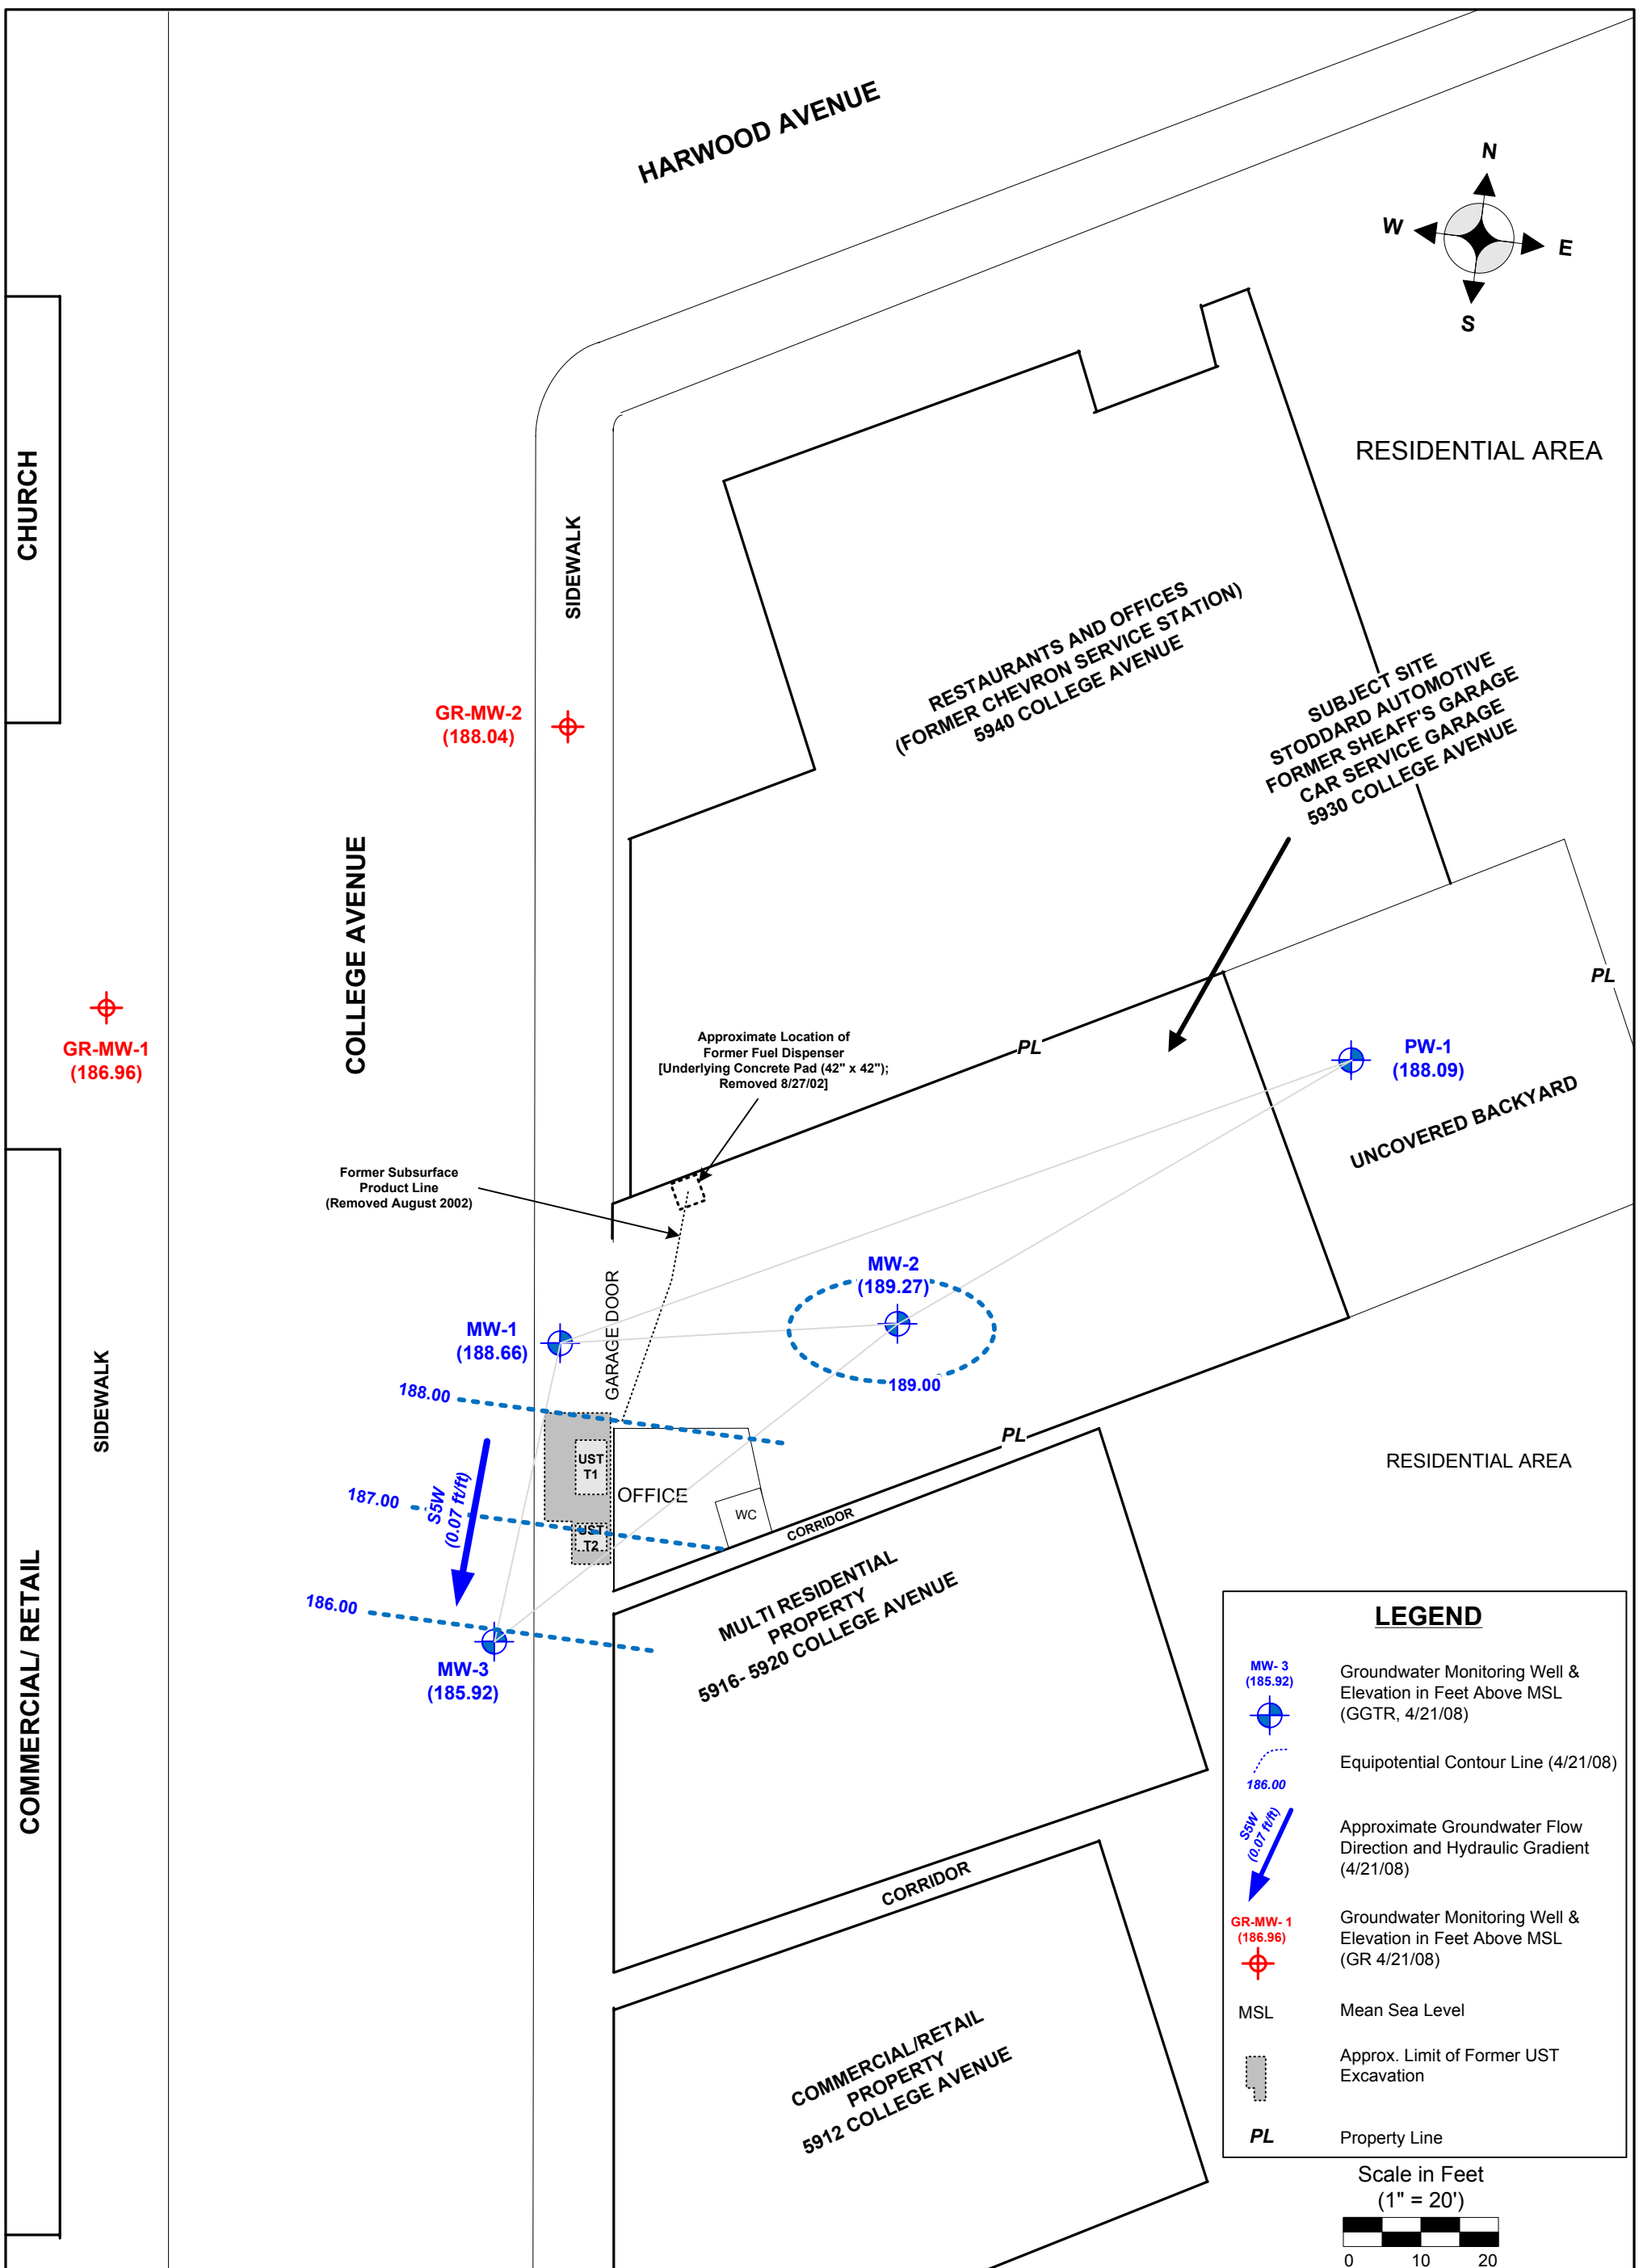 HARWOOD AVENUE
N
W
E
S
CHURCH
RESIDENTIAL AREA
SIDEWALK
RESTAURANTS AND OFFICES
(FORMER CHEVRON SERVICE STATION)
5940 COLLEGE AVENUE
SUBJECT SITE
STODDARD AUTOMOTIVE
FORMER SHEAFF'S GARAGE
CAR SERVICE GARAGE
5930 COLLEGE AVENUE
GR-MW-2
(188.04)
COLLEGE AVENUE
GR-MW-1
(186.96)
PL
Approximate Location of
Former Fuel Dispenser
[Underlying Concrete Pad (42" x 42");
Removed 8/27/02]
PL
PW-1
(188.09)
UNCOVERED BACKYARD
Former Subsurface
Product Line
(Removed August 2002)
MW-2
(189.27)
189.00
MW-1
(188.66)
GARAGE DOOR
SIDEWALK
188.00
187.00
186.00
S5W
(0.07 ft/ft)
UST
T1
UST
T2
OFFICE
WC
CORRIDOR
PL
RESIDENTIAL AREA
MW-3
(185.92)
MULTI RESIDENTIAL
PROPERTY
5916- 5920 COLLEGE AVENUE
COMMERCIAL/ RETAIL
CORRIDOR
COMMERCIAL/RETAIL
PROPERTY
5912 COLLEGE AVENUE
LEGEND
MW- 3
(185.92)
Groundwater Monitoring Well &
Elevation in Feet Above MSL
(GGTR, 4/21/08)
186.00
Equipotential Contour Line (4/21/08)
S5W
(0.07 ft/ft)
Approximate Groundwater Flow
Direction and Hydraulic Gradient
(4/21/08)
GR-MW- 1
(186.96)
Groundwater Monitoring Well &
Elevation in Feet Above MSL
(GR 4/21/08)
MSL
Mean Sea Level
Approx. Limit of Former UST
Excavation
PL
Property Line
Scale in Feet
(1" = 20')
0 10 20